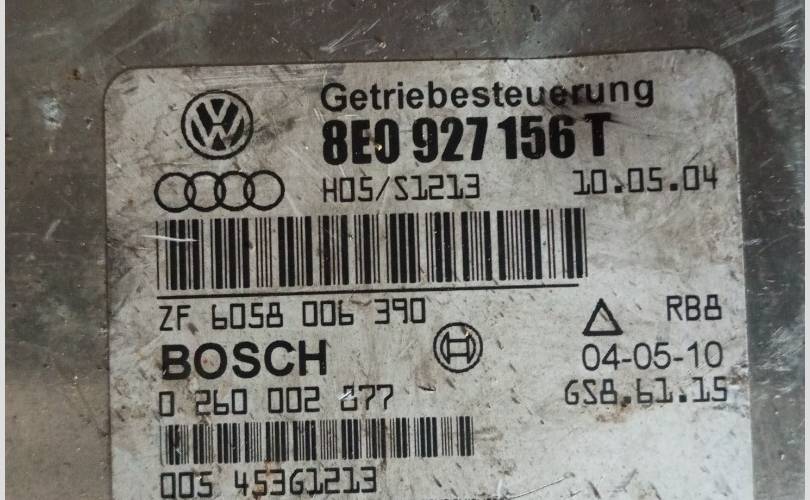 Getriebesteuerung
8E0 927 156 T
H05/S1213 10.05.04
ZF 6058 006 390
RB8
BOSCH
04-05-10
0 260 002 877
GS8.61.15
005 45361213